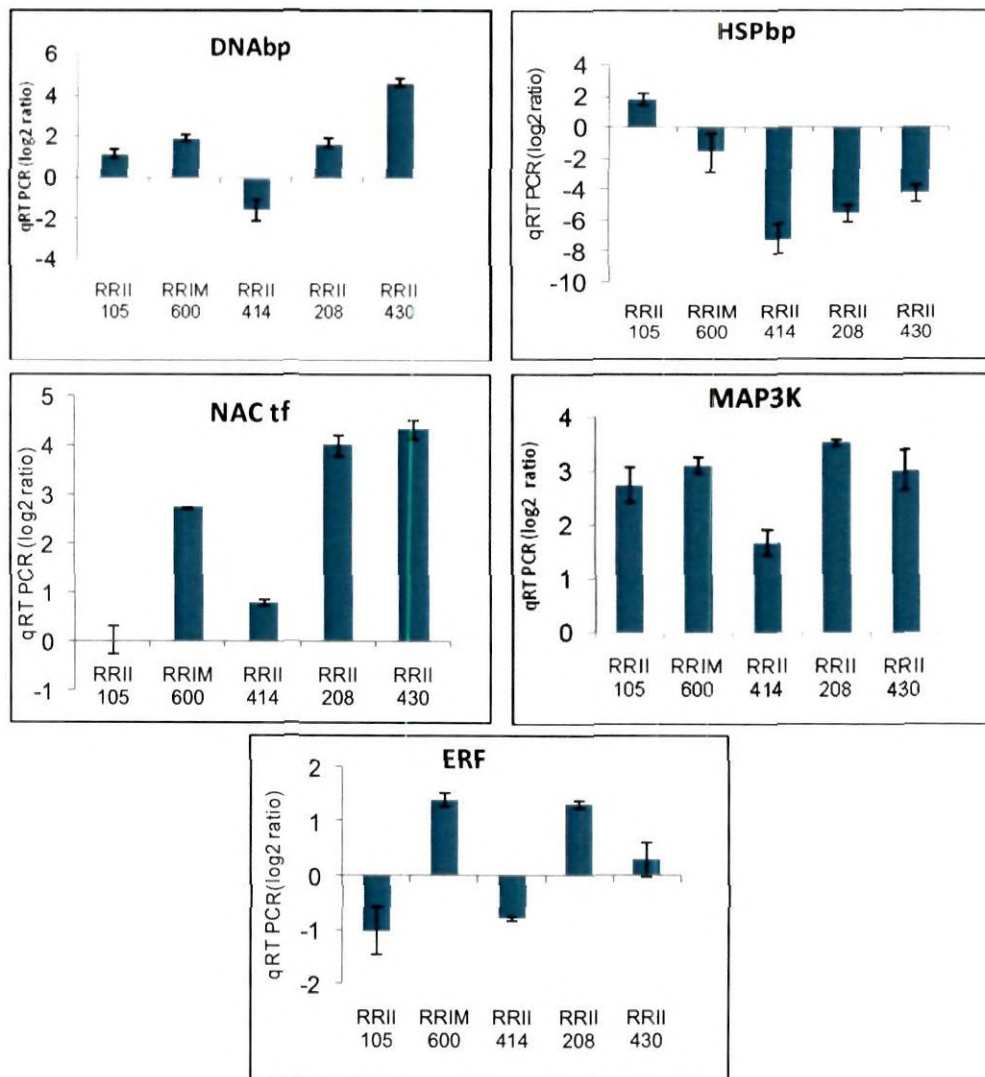 DNAbp
qRT PCR (log2 ratio)
6
4
2
0
-2
-4
RRII RRIM RRII RRII RRII
105 600 414 208 430
HSPbp
qRT PCR (log2 ratio)
4
2
0
-2
-4
-6
-8
-10
RRII RRIM RRII RRII RRII
105 600 414 208 430
NAC tf
qRT PCR (log2 ratio)
5
4
3
2
1
0
-1
RRII RRIM RRII RRII RRII
105 600 414 208 430
MAP3K
qRT PCR (log2 ratio)
4
3
2
1
0
RRII RRIM RRII RRII RRII
105 600 414 208 430
ERF
qRT PCR(log2 ratio)
2
1
0
-1
-2
RRII RRIM RRII RRII RRII
105 600 414 208 430